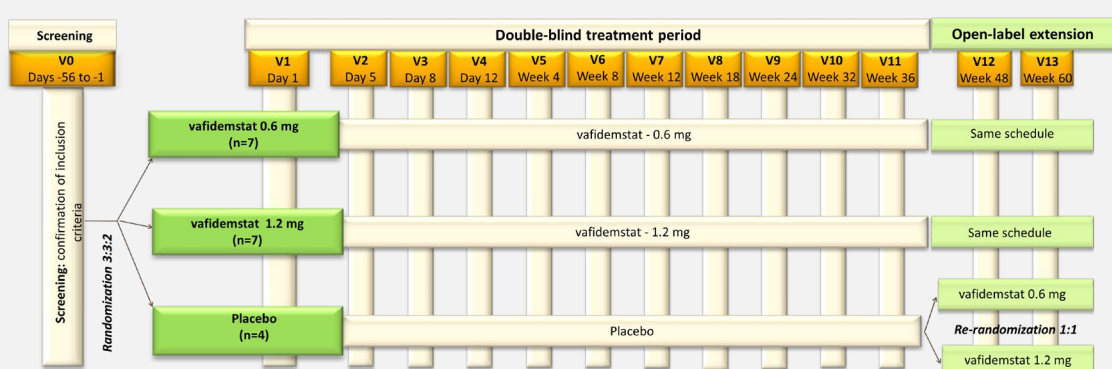 Screening
Double-blind treatment period
Open-label extension
V0
Days -56 to -1
V1
Day 1
V2
Day 5
V3
Day 8
V4
Day 12
V5
Week 4
V6
Week 8
V7
Week 12
V8
Week 18
V9
Week 24
V10
Week 32
V11
Week 36
V12
Week 48
V13
Week 60
Screening: confirmation of inclusion
criteria
Randomization 3:3:2
vafidemstat 0.6 mg
(n=7)
vafidemstat - 0.6 mg
Same schedule
vafidemstat 1.2 mg
(n=7)
vafidemstat - 1.2 mg
Same schedule
Placebo
(n=4)
Placebo
vafidemstat 0.6 mg
Re-randomization 1:1
vafidemstat 1.2 mg